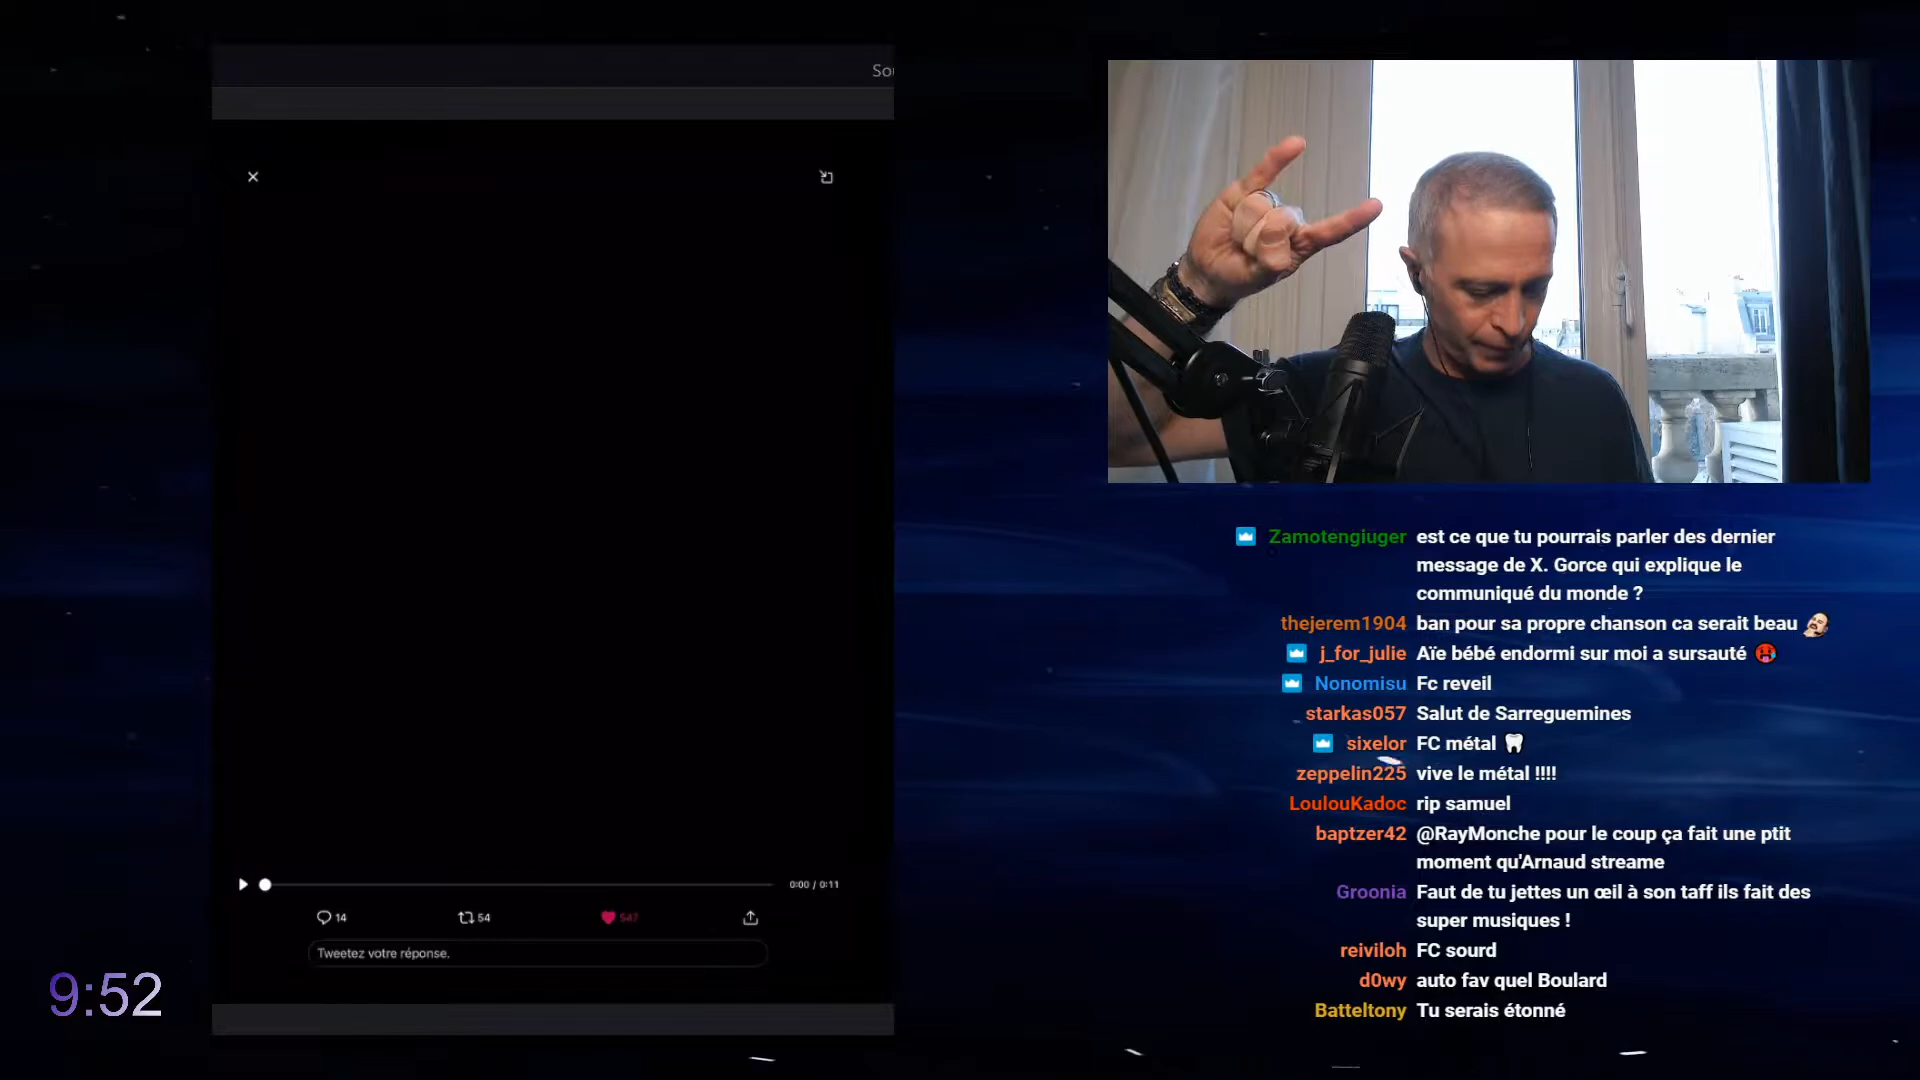 Sou
0:00 / 0:11
14
54
547
Tweetez votre réponse.
9:52
Zamotengiuger est ce que tu pourrais parler des dernier
message de X. Gorce qui explique le
communiqué du monde ?
thejerem1904 ban pour sa propre chanson ca serait beau
j_for_julie Aïe bébé endormi sur moi a sursauté
Nonomisu Fc reveil
starkas057 Salut de Sarreguemines
sixelor FC métal
zeppelin225 vive le métal !!!!
LoulouKadoc rip samuel
baptzer42 @RayMonche pour le coup ça fait une ptit
moment qu'Arnaud streame
Groonia Faut de tu jettes un œil à son taff ils fait des
super musiques !
reiviloh FC sourd
d0wy auto fav quel Boulard
Batteltony Tu serais étonné